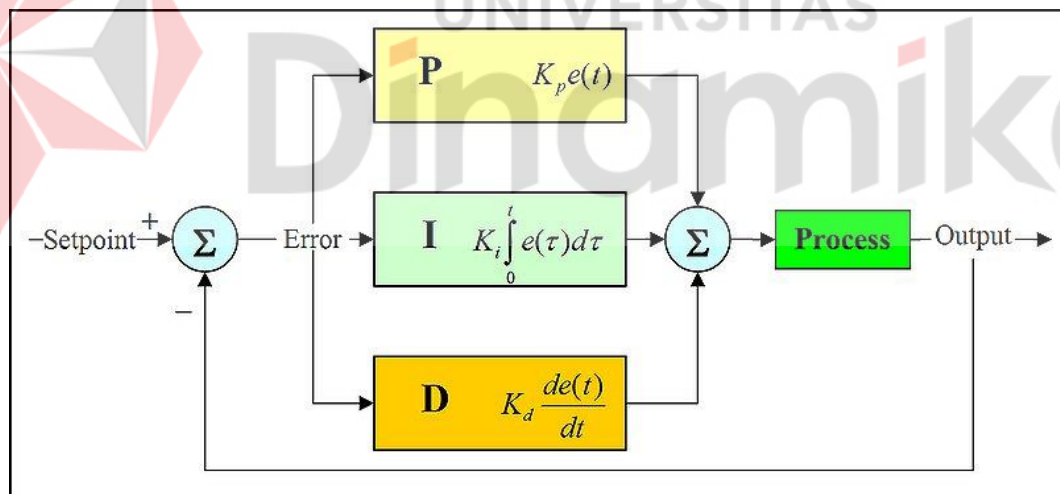 UNIVERSITAS
Dinamika
P K_p e(t)
–Setpoint
+
Σ
Error
I K_i ∫_0^t e(τ)dτ
Σ
Process
Output
−
D K_d de(t)/dt